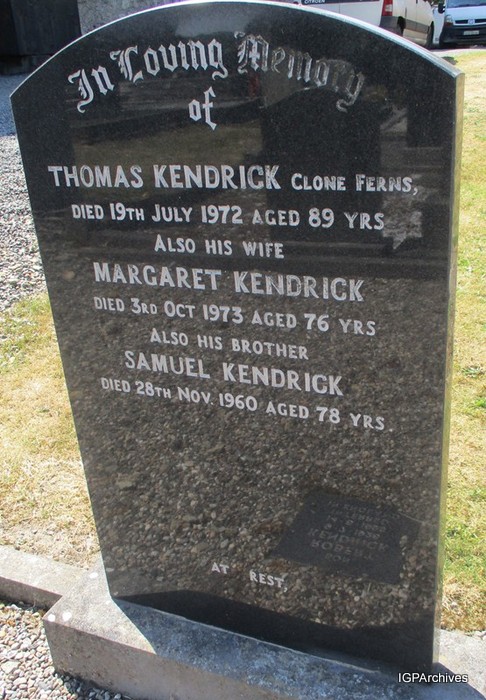 In Loving Memory
of
THOMAS KENDRICK CLONE FERNS,
DIED 19TH JULY 1972 AGED 89 YRS
ALSO HIS WIFE
MARGARET KENDRICK
DIED 3RD OCT 1973 AGED 76 YRS
ALSO HIS BROTHER
SAMUEL KENDRICK
DIED 28TH NOV. 1960 AGED 78 YRS.
KENDRICK
AT REST,
IGPArchives